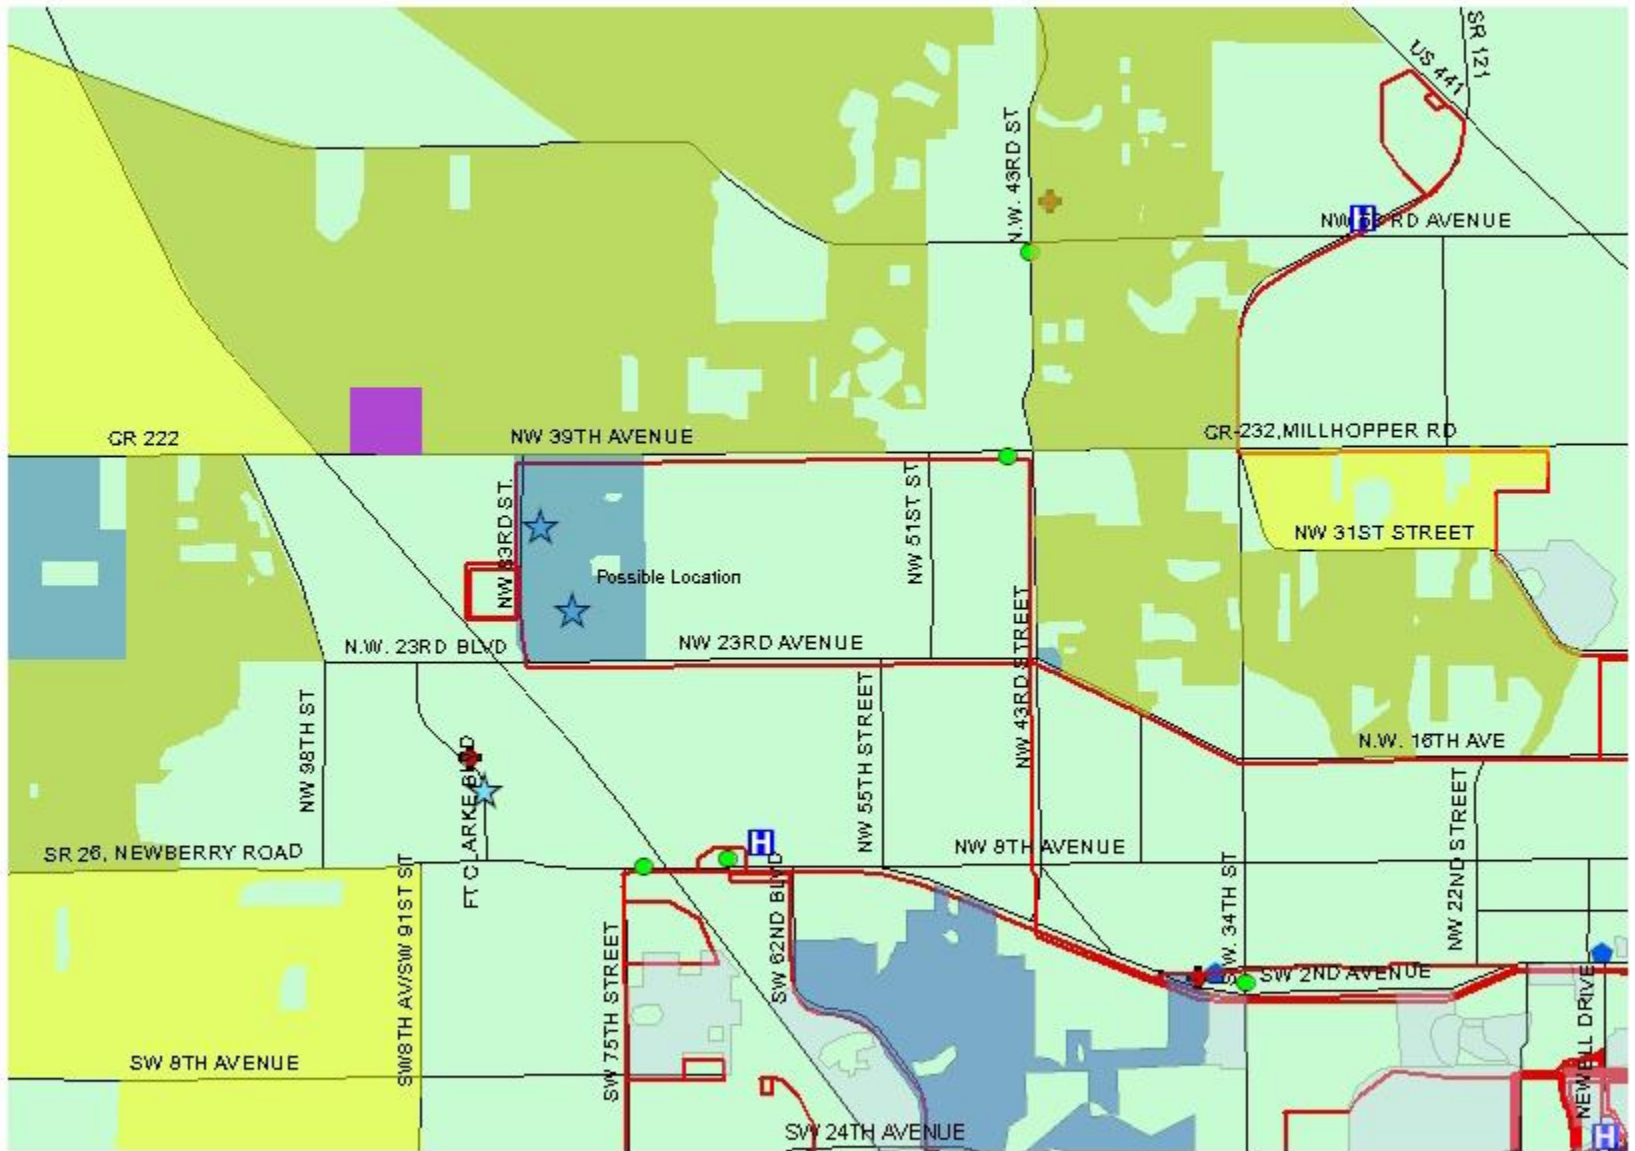 SR 121
US 441
N.W. 43RD ST
NW 53RD AVENUE
CR 222
NW 39TH AVENUE
CR-232,MILLHOPPER RD
NW 83RD ST.
NW 51ST ST
NW 31ST STREET
Possible Location
N.W. 23RD BLVD
NW 23RD AVENUE
NW 43RD STREET
NW 98TH ST
FT CLARKE BLVD
NW 55TH STREET
N.W. 16TH AVE
NW 22ND STREET
H
H
SR 26, NEWBERRY ROAD
NW 8TH AVENUE
SW8TH AV/SW 91ST ST
SW 62ND BLVD
S.W. 34TH ST
SW 75TH STREET
SW 2ND AVENUE
SW 8TH AVENUE
NEWELL DRIVE
SW 24TH AVENUE
H